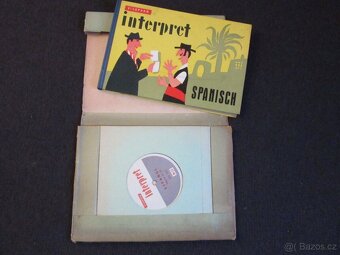 interpret
SPANISCH
interpret
Bazos.cz